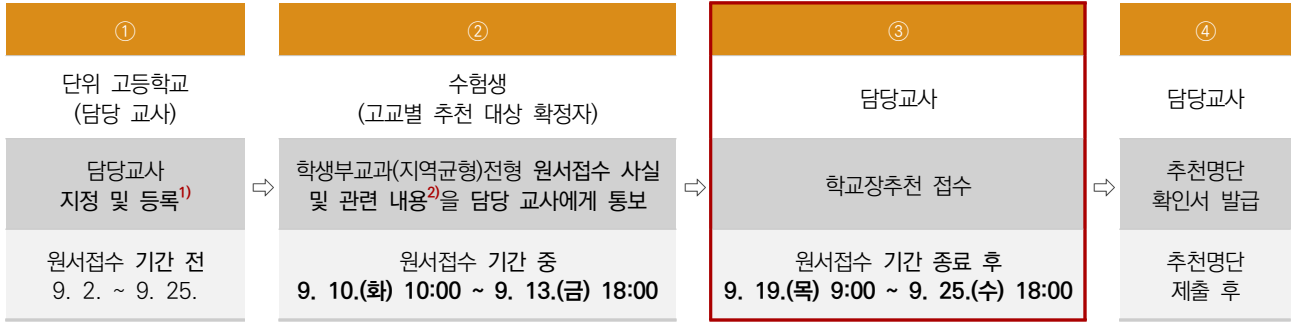 ①
단위 고등학교
(담당 교사)
담당교사
지정 및 등록1)
원서접수 기간 전
9. 2. ~ 9. 25.
⇨
②
수험생
(고교별 추천 대상 확정자)
학생부교과(지역균형)전형 원서접수 사실
및 관련 내용2)을 담당 교사에게 통보
원서접수 기간 중
9. 10.(화) 10:00 ~ 9. 13.(금) 18:00
⇨
③
담당교사
학교장추천 접수
원서접수 기간 종료 후
9. 19.(목) 9:00 ~ 9. 25.(수) 18:00
⇨
④
담당교사
추천명단
확인서 발급
추천명단
제출 후